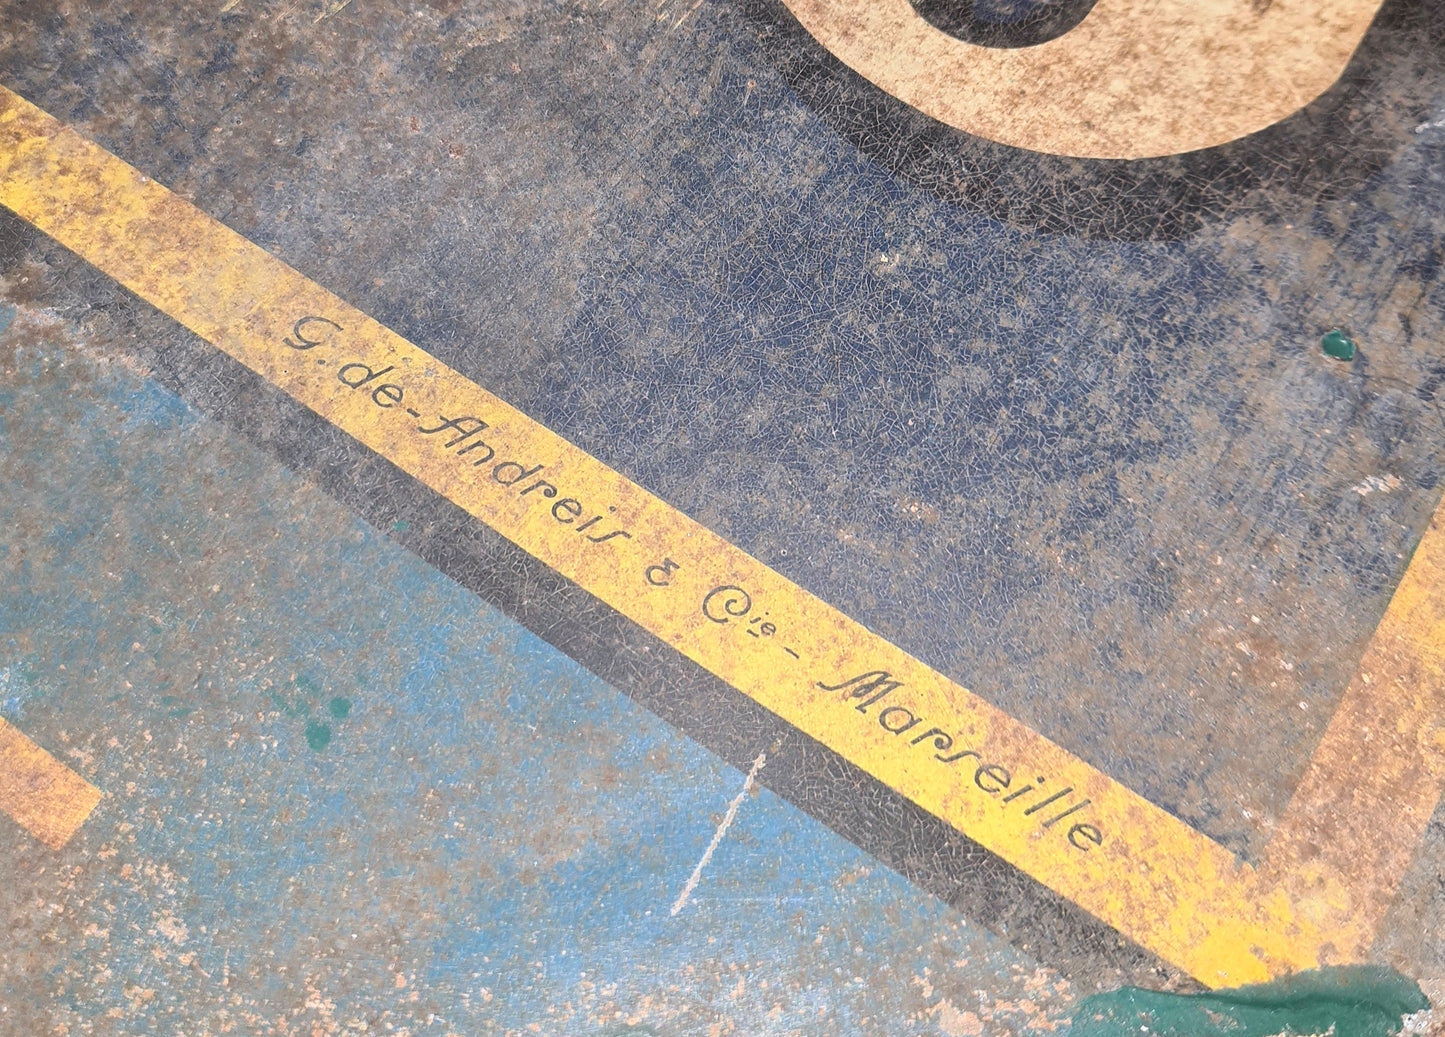 G. de-Andreis & Cie - Marseille